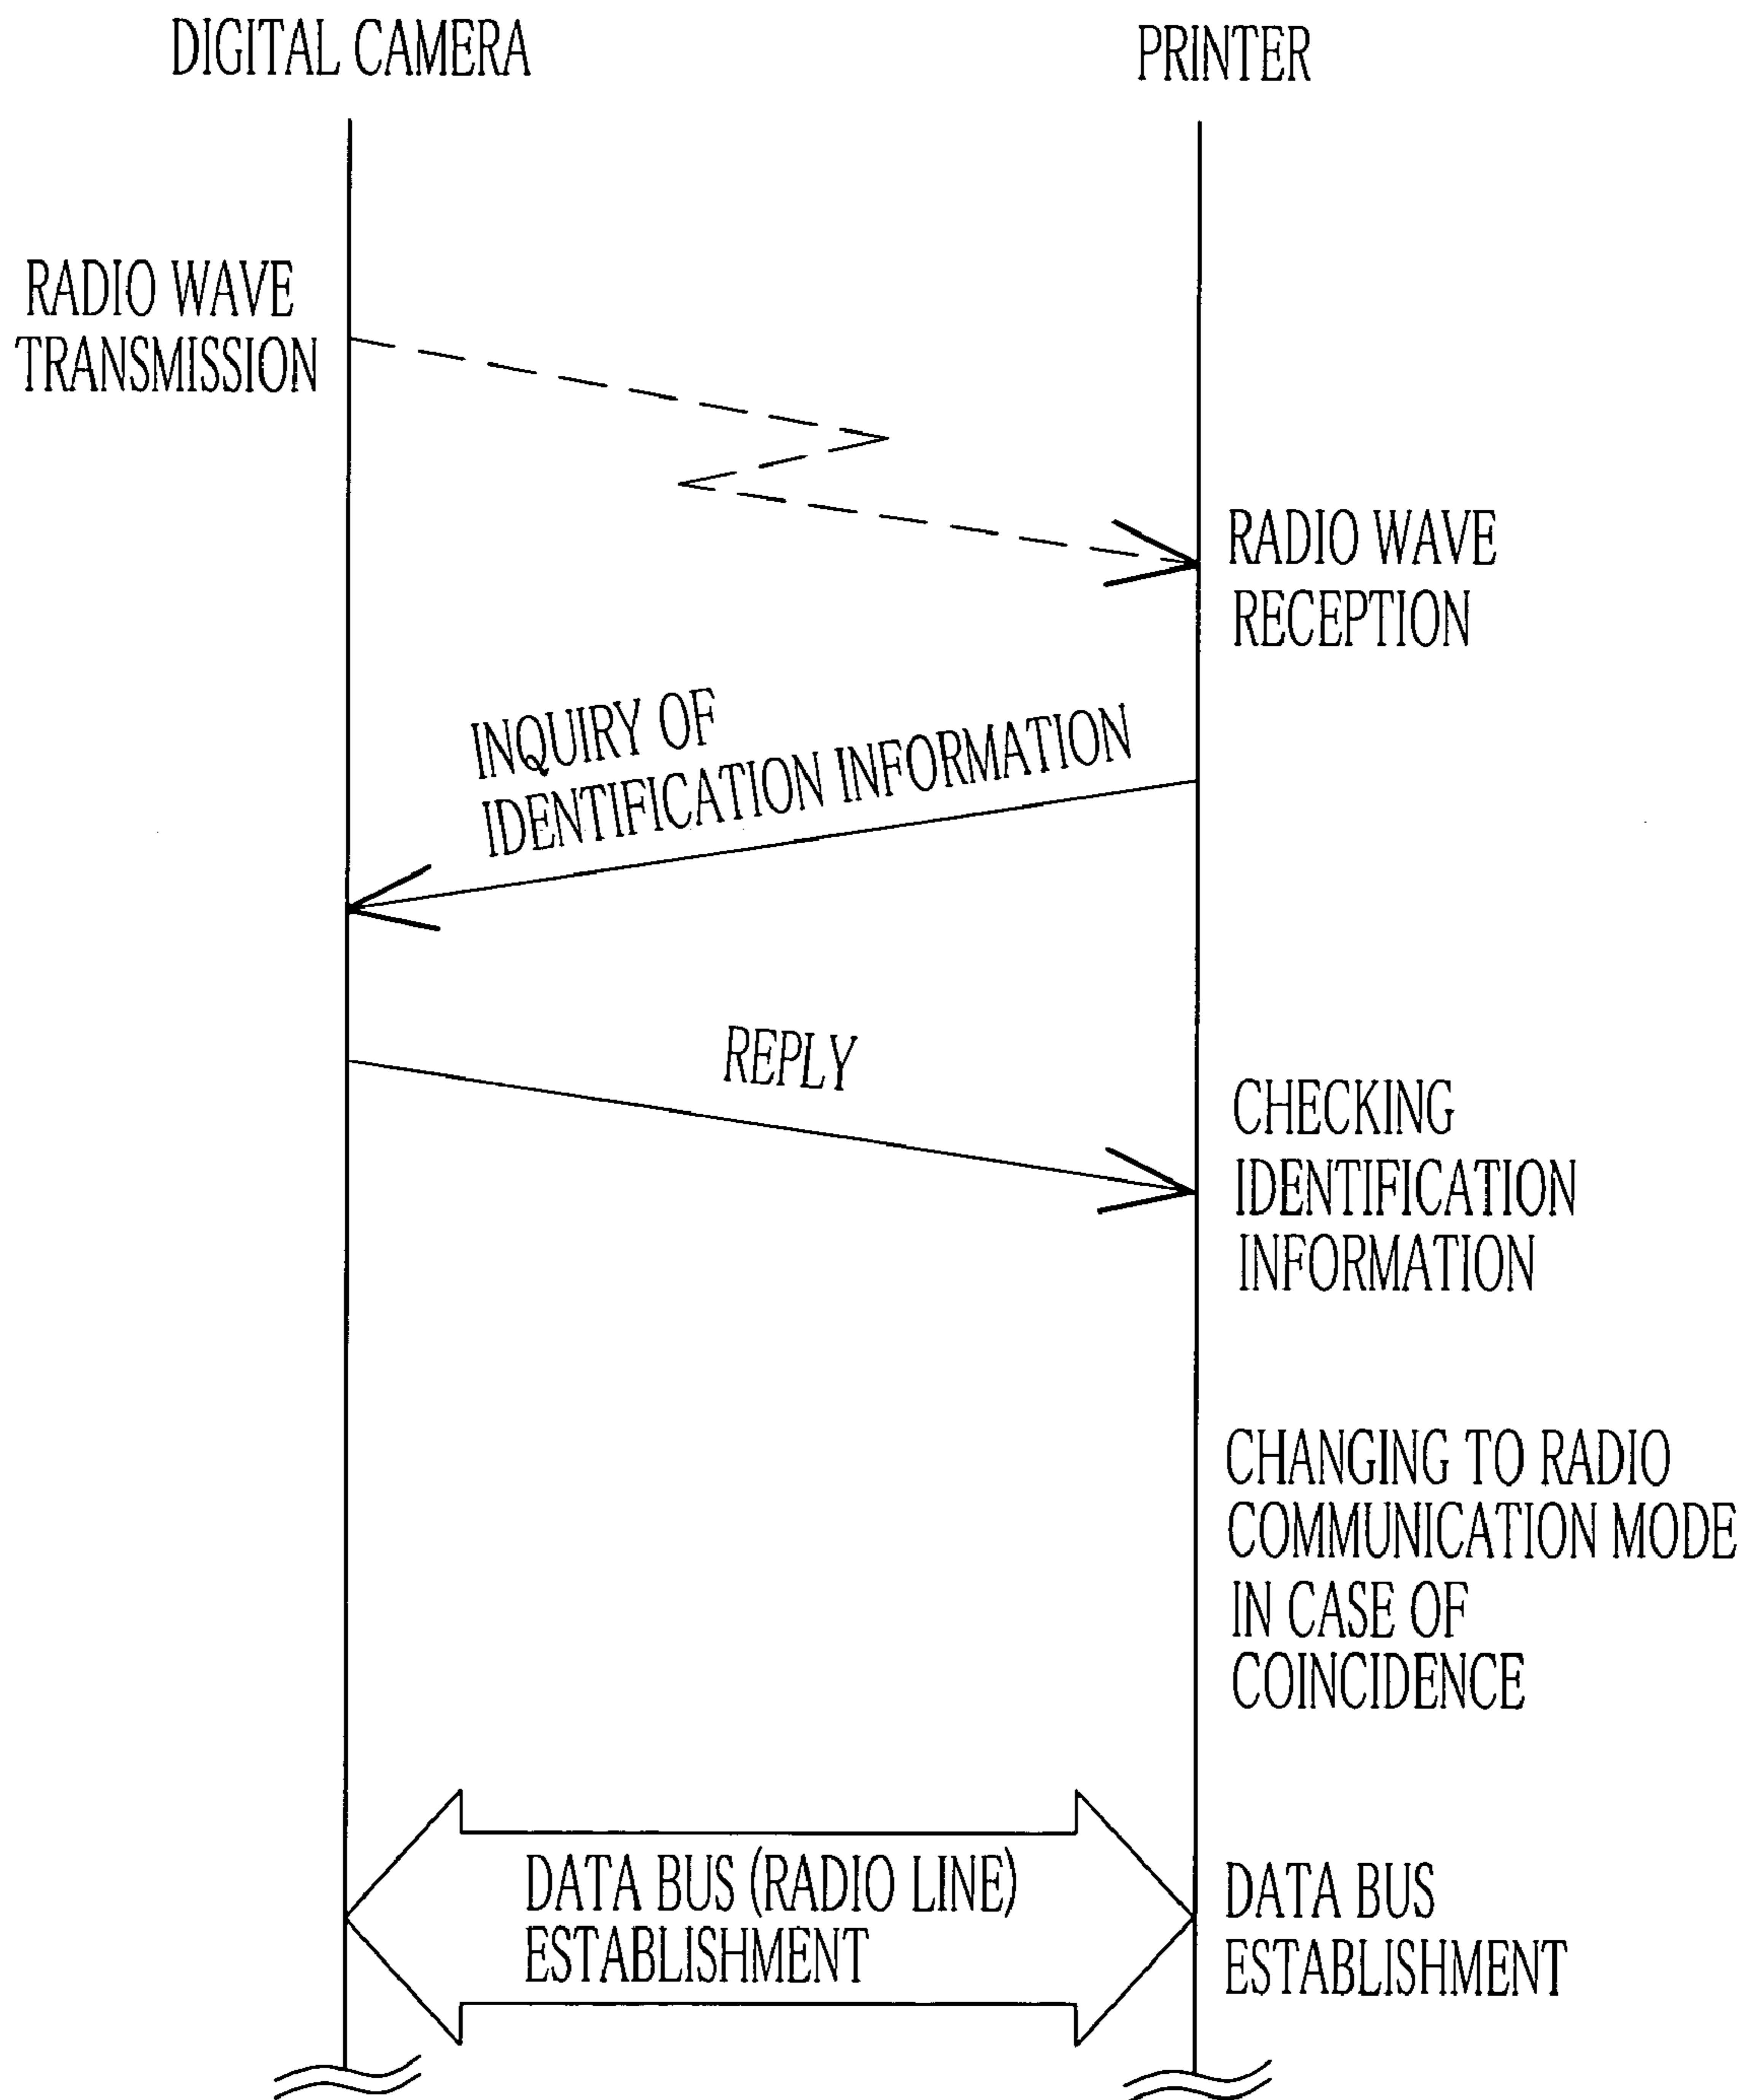 DIGITAL CAMERA
PRINTER
RADIO WAVE
TRANSMISSION
RADIO WAVE
RECEPTION
INQUIRY OF
IDENTIFICATION INFORMATION
REPLY
CHECKING
IDENTIFICATION
INFORMATION
CHANGING TO RADIO
COMMUNICATION MODE
IN CASE OF
COINCIDENCE
DATA BUS (RADIO LINE)
ESTABLISHMENT
DATA BUS
ESTABLISHMENT